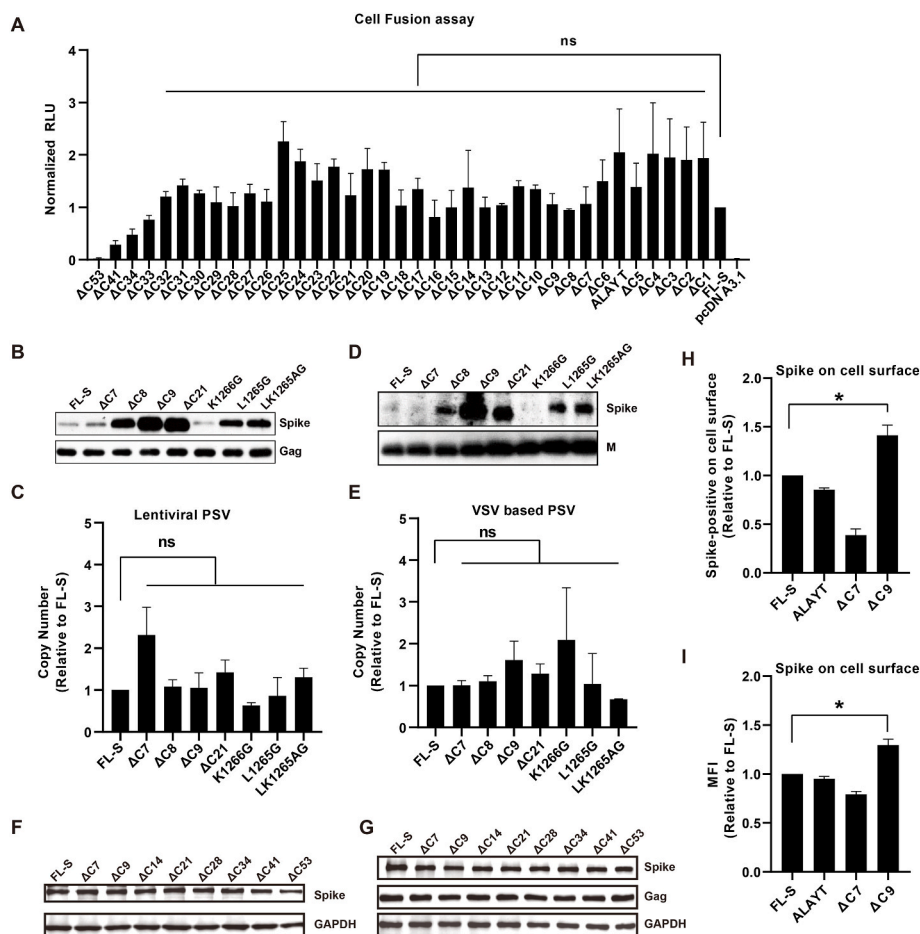 A
Cell Fusion assay
ns
Normalized RLU
4
3
2
1
0
ΔC53
ΔC41
ΔC34
ΔC33
ΔC32
ΔC31
ΔC30
ΔC29
ΔC28
ΔC27
ΔC26
ΔC25
ΔC24
ΔC23
ΔC22
ΔC21
ΔC20
ΔC19
ΔC18
ΔC17
ΔC16
ΔC15
ΔC14
ΔC13
ΔC12
ΔC11
ΔC10
ΔC9
ΔC8
ΔC7
ΔC6
ALAYT
ΔC5
ΔC4
ΔC3
ΔC2
ΔC1
FL-S
pcDNA3.1
B
FL-S
ΔC7
ΔC8
ΔC9
ΔC21
K1266G
L1265G
LK1265AG
Spike
Gag
D
FL-S
ΔC7
ΔC8
ΔC9
ΔC21
K1266G
L1265G
LK1265AG
Spike
M
C
Lentiviral PSV
ns
Copy Number
(Relative to FL-S)
5
4
3
2
1
0
FL-S
ΔC7
ΔC8
ΔC9
ΔC21
K1266G
L1265G
LK1265AG
E
VSV based PSV
ns
Copy Number
(Relative to FL-S)
5
4
3
2
1
0
FL-S
ΔC7
ΔC8
ΔC9
ΔC21
K1266G
L1265G
LK1265AG
F
FL-S
ΔC7
ΔC9
ΔC14
ΔC21
ΔC28
ΔC34
ΔC41
ΔC53
Spike
GAPDH
G
FL-S
ΔC7
ΔC9
ΔC14
ΔC21
ΔC28
ΔC34
ΔC41
ΔC53
Spike
Gag
GAPDH
H
Spike on cell surface
*
Spike-positive on cell surface
(Relative to FL-S)
2.0
1.5
1.0
0.5
0.0
FL-S
ALAYT
ΔC7
ΔC9
I
Spike on cell surface
*
MFI
(Relative to FL-S)
2.0
1.5
1.0
0.5
0.0
FL-S
ALAYT
ΔC7
ΔC9